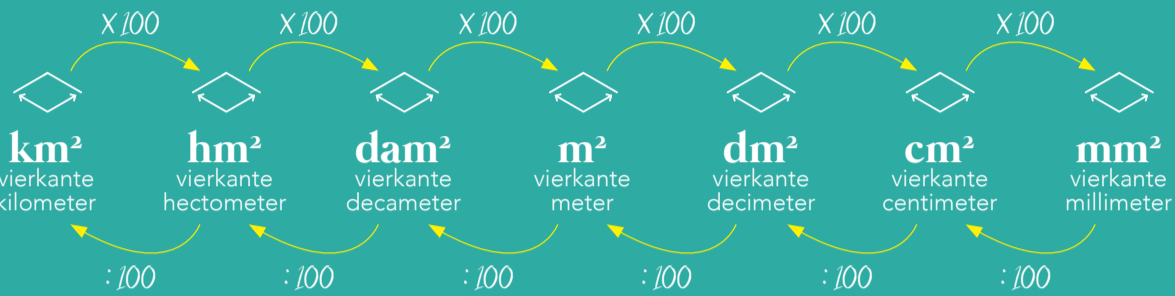 X 100 X 100 X 100 X 100 X 100 X 100
km² hm² dam² m² dm² cm² mm²
vierkante vierkante vierkante vierkante vierkante vierkante vierkante
kilometer hectometer decameter meter decimeter centimeter millimeter
: 100 : 100 : 100 : 100 : 100 : 100